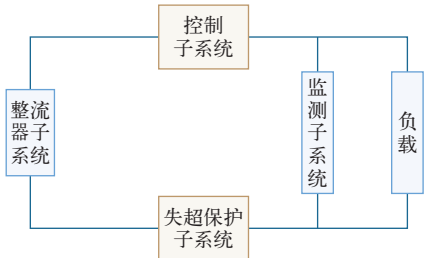 控制
子系统
整流
器子
系统
监
测
子
系
统
负
载
失超保护
子系统